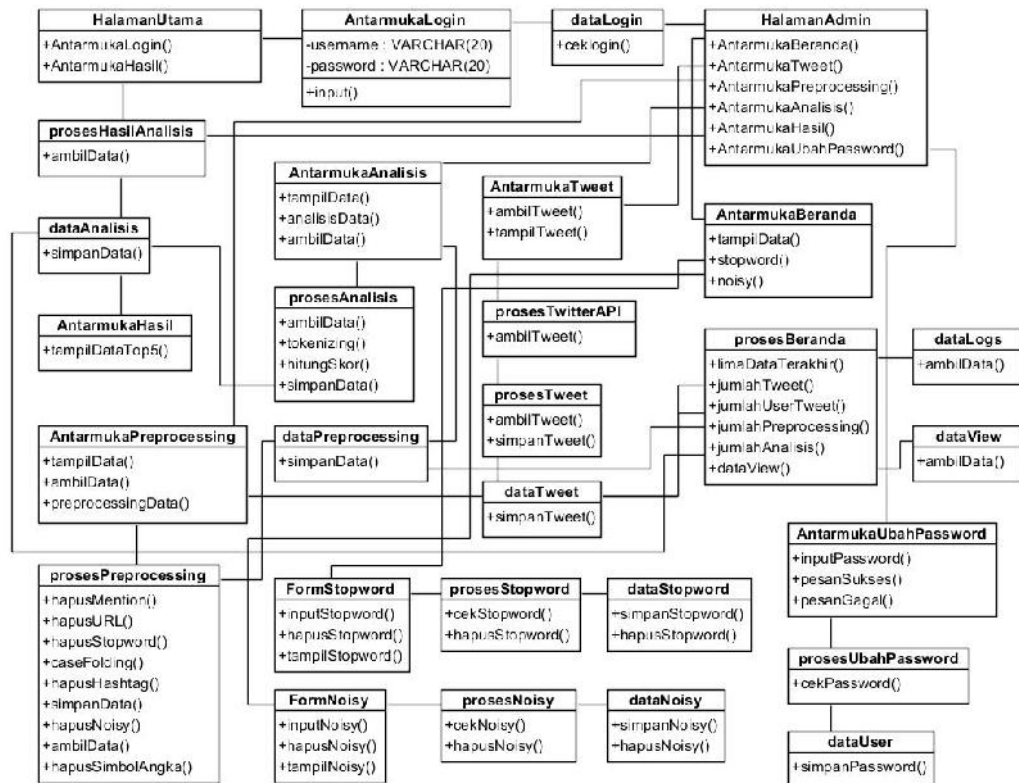 HalamanUtama
+AntarmukaLogin()
+AntarmukaHasil()
AntarmukaLogin
-username : VARCHAR(20)
-password : VARCHAR(20)
+input()
dataLogin
+ceklogin()
HalamanAdmin
+AntarmukaBeranda()
+AntarmukaTweet()
+AntarmukaPreprocessing()
+AntarmukaAnalisis()
+AntarmukaHasil()
+AntarmukaUbahPassword()
prosesHasilAnalisis
+ambilData()
AntarmukaAnalisis
+tampilData()
+analisisData()
+ambilData()
AntarmukaTweet
+ambilTweet()
+tampilTweet()
AntarmukaBeranda
+tampilData()
+stopword()
+noisy()
dataAnalisis
+simpanData()
prosesAnalisis
+ambilData()
+tokenizing()
+hitungSkor()
+simpanData()
prosesTwitterAPI
+ambilTweet()
AntarmukaHasil
+tampilDataTop5()
prosesBeranda
+limaDataTerakhir()
+jumlahTweet()
+jumlahUserTweet()
+jumlahPreprocessing()
+jumlahAnalisis()
+dataView()
dataLogs
+ambilData()
prosesTweet
+ambilTweet()
+simpanTweet()
AntarmukaPreprocessing
+tampilData()
+ambilData()
+preprocessingData()
dataPreprocessing
+simpanData()
dataView
+ambilData()
dataTweet
+simpanTweet()
AntarmukaUbahPassword
+inputPassword()
+pesanSukses()
+pesanGagal()
prosesPreprocessing
+hapusMention()
+hapusURL()
+hapusStopword()
+caseFolding()
+hapusHashtag()
+simpanData()
+hapusNoisy()
+ambilData()
+hapusSimbolAngka()
FormStopword
+inputStopword()
+hapusStopword()
+tampilStopword()
prosesStopword
+cekStopword()
+hapusStopword()
dataStopword
+simpanStopword()
+hapusStopword()
prosesUbahPassword
+cekPassword()
FormNoisy
+inputNoisy()
+hapusNoisy()
+tampilNoisy()
prosesNoisy
+cekNoisy()
+hapusNoisy()
dataNoisy
+simpanNoisy()
+hapusNoisy()
dataUser
+simpanPassword()